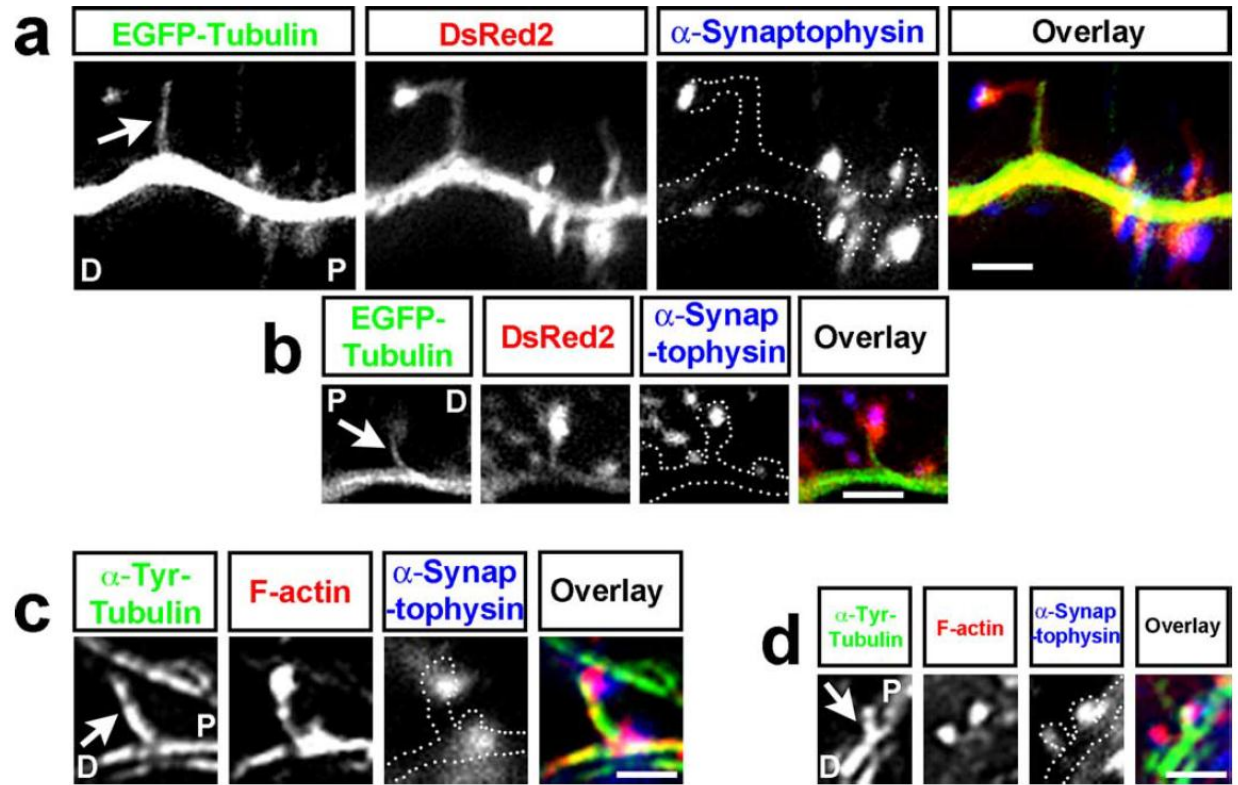 a
EGFP-Tubulin
DsRed2
α-Synaptophysin
Overlay
D
P
b
EGFP-
Tubulin
DsRed2
α-Synap
-tophysin
Overlay
P
D
c
α-Tyr-
Tubulin
F-actin
α-Synap
-tophysin
Overlay
P
D
d
α-Tyr-
Tubulin
F-actin
α-Synap
-tophysin
Overlay
P
D